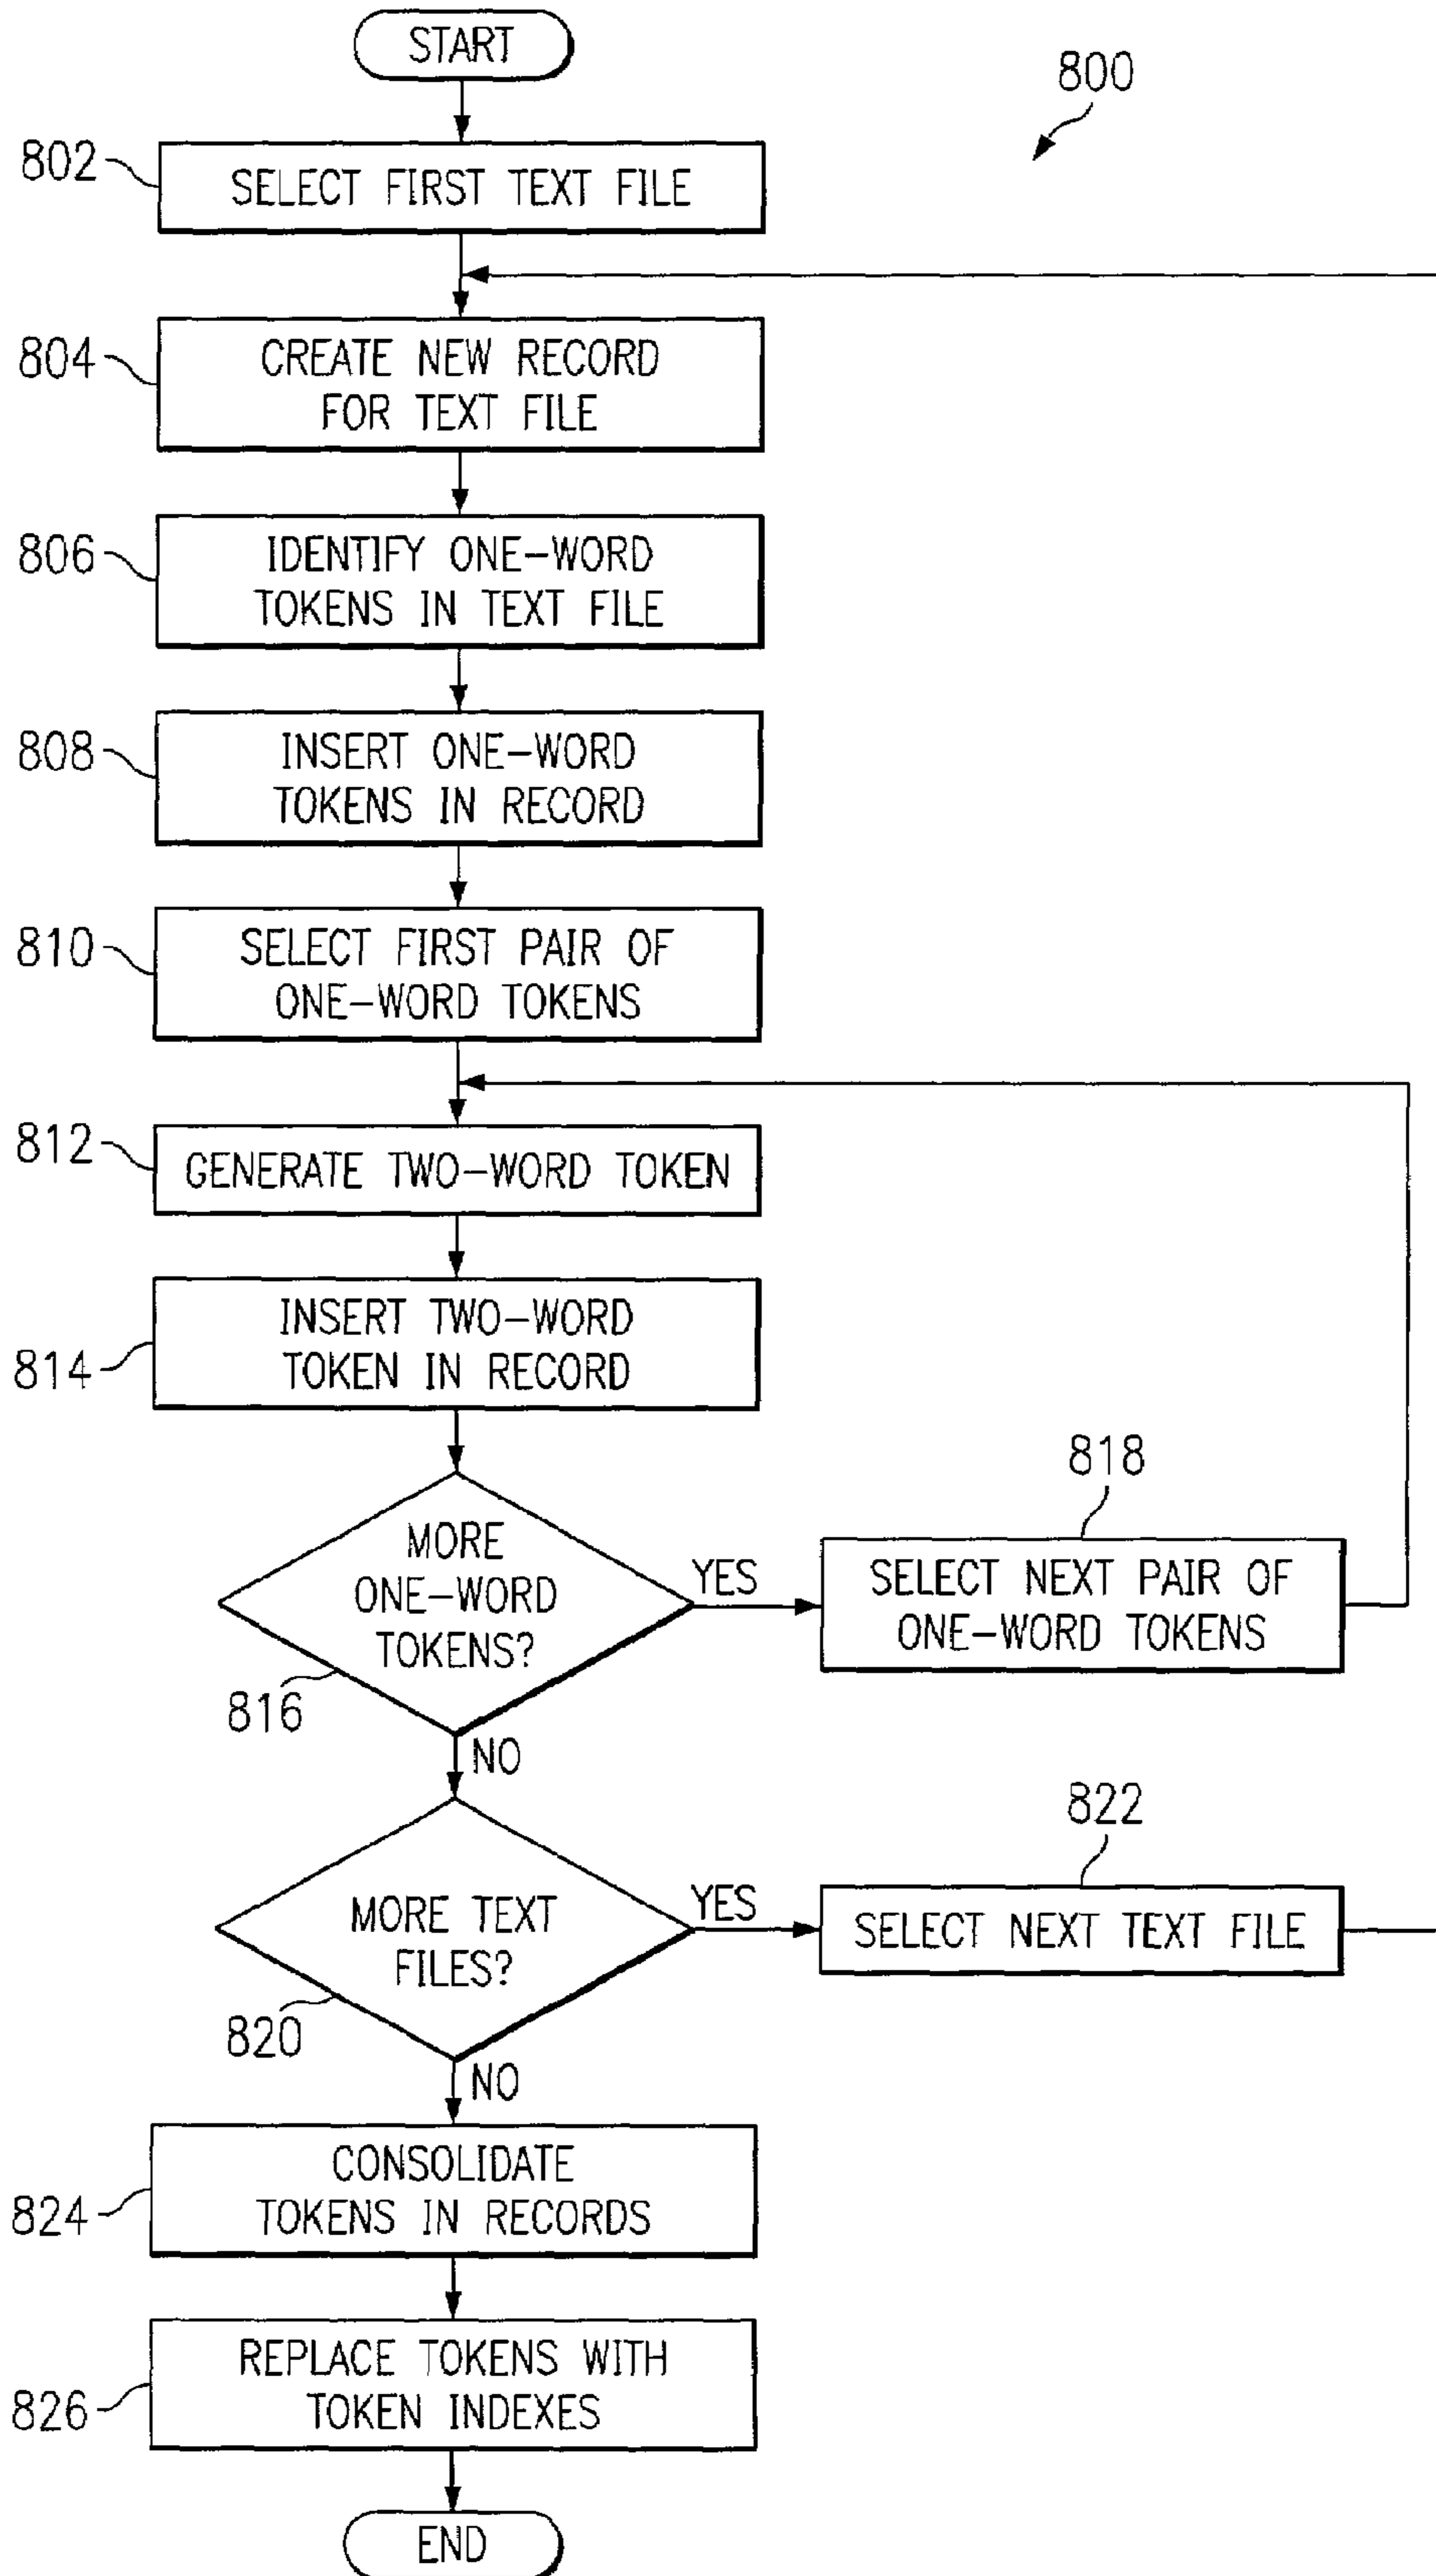 START
800
802
SELECT FIRST TEXT FILE
804
CREATE NEW RECORD
FOR TEXT FILE
806
IDENTIFY ONE-WORD
TOKENS IN TEXT FILE
808
INSERT ONE-WORD
TOKENS IN RECORD
810
SELECT FIRST PAIR OF
ONE-WORD TOKENS
812
GENERATE TWO-WORD TOKEN
814
INSERT TWO-WORD
TOKEN IN RECORD
MORE
ONE-WORD
TOKENS?
816
YES
818
SELECT NEXT PAIR OF
ONE-WORD TOKENS
NO
MORE TEXT
FILES?
820
YES
822
SELECT NEXT TEXT FILE
NO
824
CONSOLIDATE
TOKENS IN RECORDS
826
REPLACE TOKENS WITH
TOKEN INDEXES
END